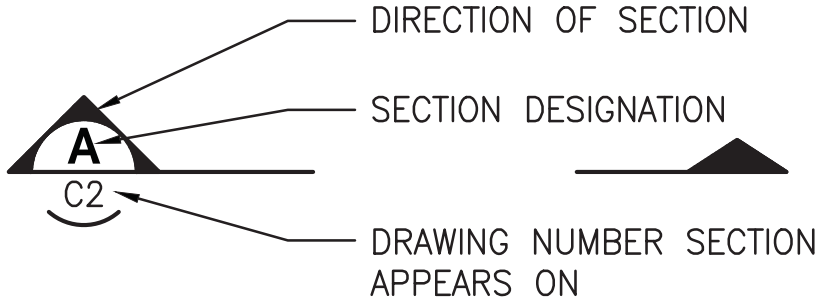 DIRECTION OF SECTION
SECTION DESIGNATION
A
C2
DRAWING NUMBER SECTION
APPEARS ON